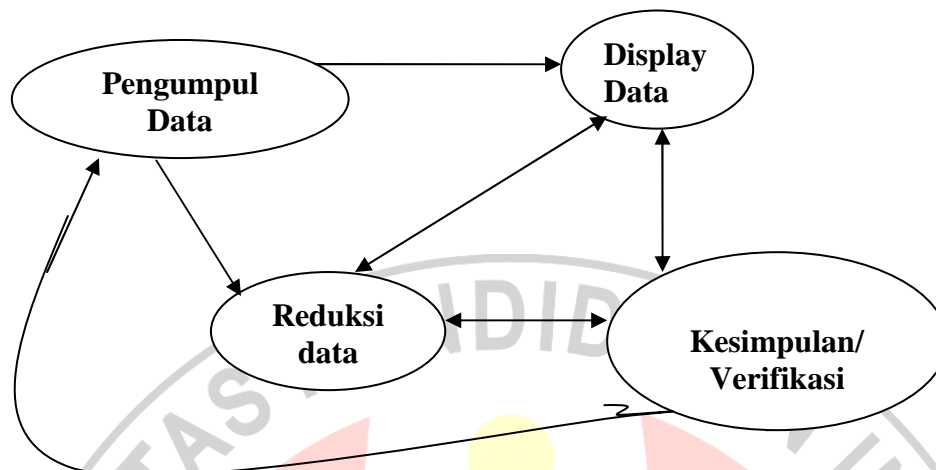 Pengumpul
Data
Display
Data
Reduksi
data
Kesimpulan/
Verifikasi